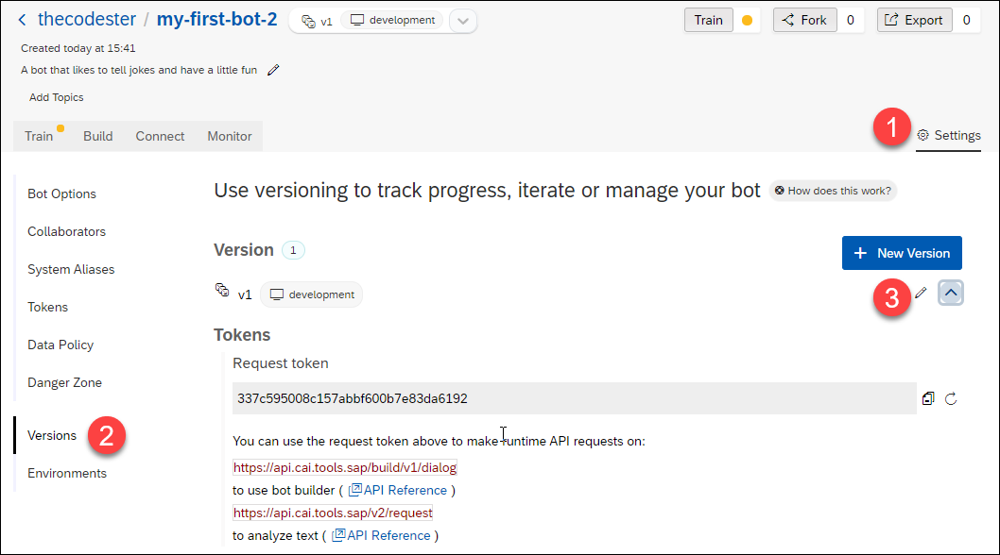 thecodester / my-first-bot-2 v1 development Train Fork 0 Export 0
Created today at 15:41
A bot that likes to tell jokes and have a little fun
Add Topics
Train Build Connect Monitor 1 Settings
Bot Options
Collaborators
System Aliases
Tokens
Data Policy
Danger Zone
Versions 2
Environments
Use versioning to track progress, iterate or manage your bot How does this work?
Version 1 + New Version
v1 development 3
Tokens
Request token
337c595008c157abbf600b7e83da6192
You can use the request token above to make runtime API requests on:
https://api.cai.tools.sap/build/v1/dialog
to use bot builder ( API Reference )
https://api.cai.tools.sap/v2/request
to analyze text ( API Reference )